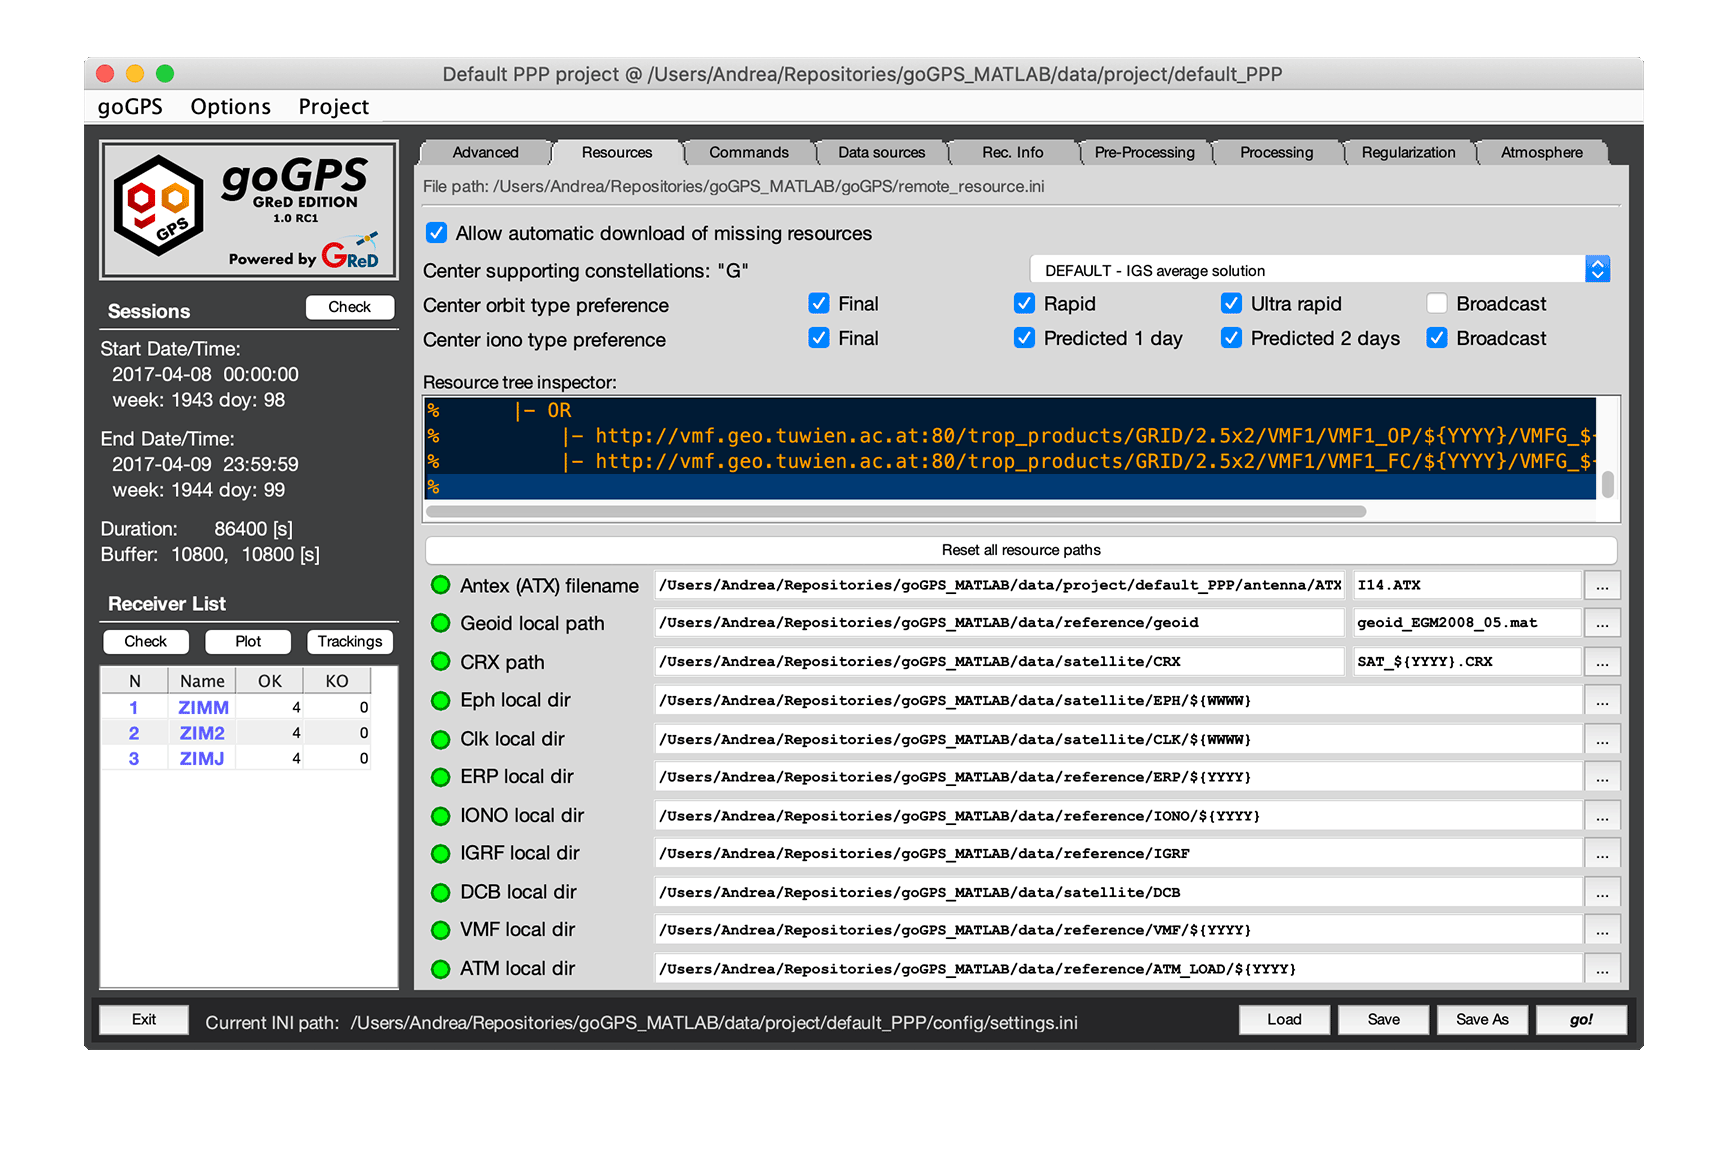 Default PPP project @ /Users/Andrea/Repositories/goGPS_MATLAB/data/project/default_PPP
goGPS Options Project
go
GPS
goGPS
GReD EDITION
1.0 RC1
Powered by GReD
Sessions Check
Start Date/Time:
2017-04-08 00:00:00
week: 1943 doy: 98
End Date/Time:
2017-04-09 23:59:59
week: 1944 doy: 99
Duration: 86400 [s]
Buffer: 10800, 10800 [s]
Receiver List
Check Plot Trackings
N Name OK KO
1 ZIMM 4 0
2 ZIM2 4 0
3 ZIMJ 4 0
Advanced Resources Commands Data sources Rec. Info Pre-Processing Processing Regularization Atmosphere
File path: /Users/Andrea/Repositories/goGPS_MATLAB/goGPS/remote_resource.ini
Allow automatic download of missing resources
Center supporting constellations: "G" DEFAULT - IGS average solution
Center orbit type preference Final Rapid Ultra rapid Broadcast
Center iono type preference Final Predicted 1 day Predicted 2 days Broadcast
Resource tree inspector:
% |- OR
% |- http://vmf.geo.tuwien.ac.at:80/trop_products/GRID/2.5x2/VMF1/VMF1_OP/${YYYY}/VMFG_$
% |- http://vmf.geo.tuwien.ac.at:80/trop_products/GRID/2.5x2/VMF1/VMF1_FC/${YYYY}/VMFG_$
%
Reset all resource paths
Antex (ATX) filename /Users/Andrea/Repositories/goGPS_MATLAB/data/project/default_PPP/antenna/ATX I14.ATX ...
Geoid local path /Users/Andrea/Repositories/goGPS_MATLAB/data/reference/geoid geoid_EGM2008_05.mat ...
CRX path /Users/Andrea/Repositories/goGPS_MATLAB/data/satellite/CRX SAT_${YYYY}.CRX ...
Eph local dir /Users/Andrea/Repositories/goGPS_MATLAB/data/satellite/EPH/${WWWW} ...
Clk local dir /Users/Andrea/Repositories/goGPS_MATLAB/data/satellite/CLK/${WWWW} ...
ERP local dir /Users/Andrea/Repositories/goGPS_MATLAB/data/reference/ERP/${YYYY} ...
IONO local dir /Users/Andrea/Repositories/goGPS_MATLAB/data/reference/IONO/${YYYY} ...
IGRF local dir /Users/Andrea/Repositories/goGPS_MATLAB/data/reference/IGRF ...
DCB local dir /Users/Andrea/Repositories/goGPS_MATLAB/data/satellite/DCB ...
VMF local dir /Users/Andrea/Repositories/goGPS_MATLAB/data/reference/VMF/${YYYY} ...
ATM local dir /Users/Andrea/Repositories/goGPS_MATLAB/data/reference/ATM_LOAD/${YYYY} ...
Exit Current INI path: /Users/Andrea/Repositories/goGPS_MATLAB/data/project/default_PPP/config/settings.ini Load Save Save As go!